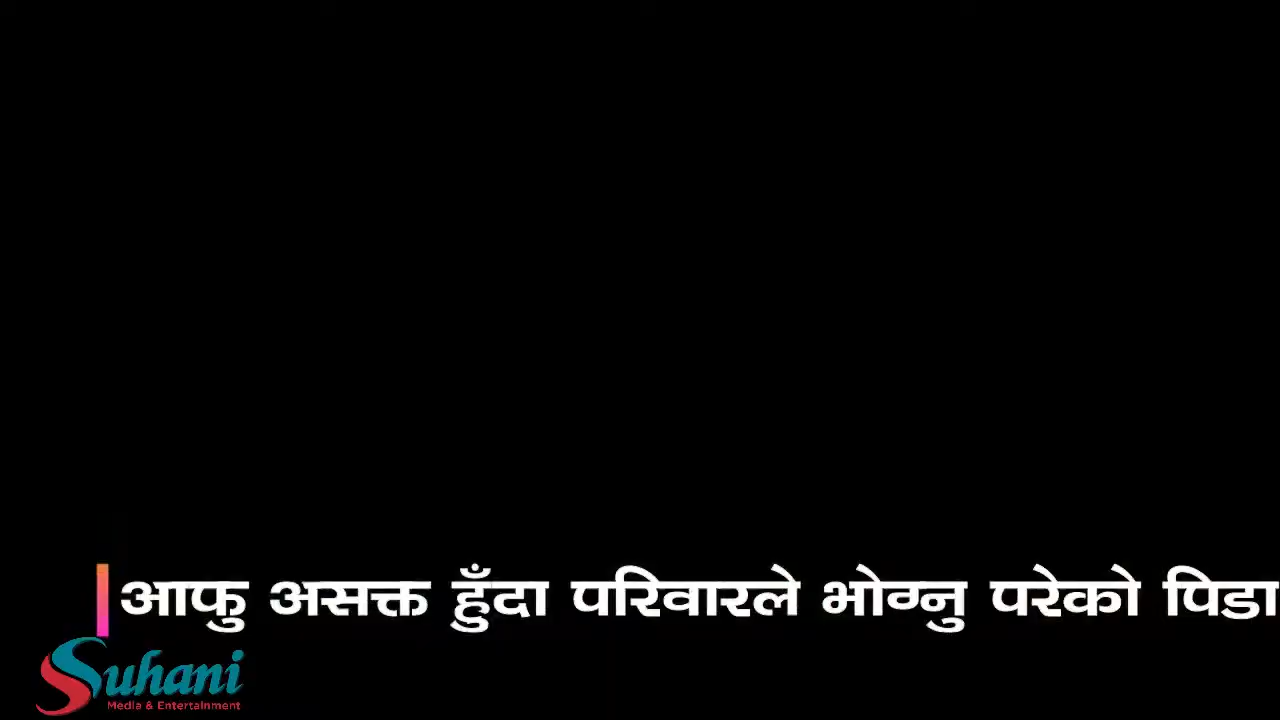 आफु असक्त हुँदा परिवारले भोग्नु परेको पिडा
Suhani
Media & Entertainment